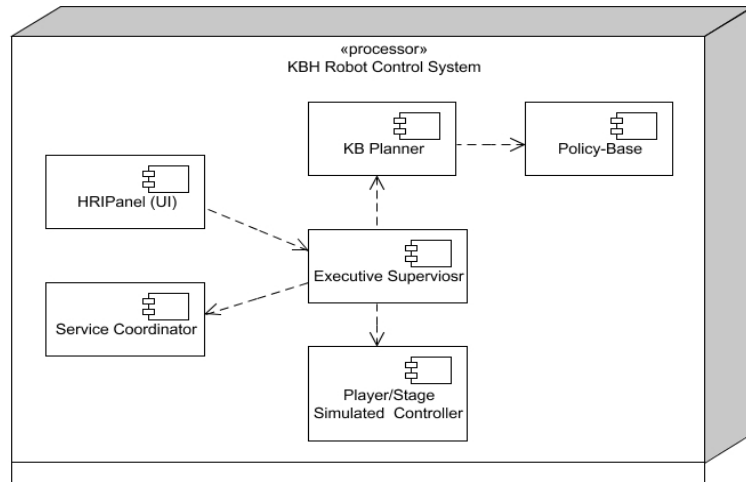 «processor»
KBH Robot Control System
KB Planner
Policy-Base
HRIPanel (UI)
Executive Superviosr
Service Coordinator
Player/Stage
Simulated Controller